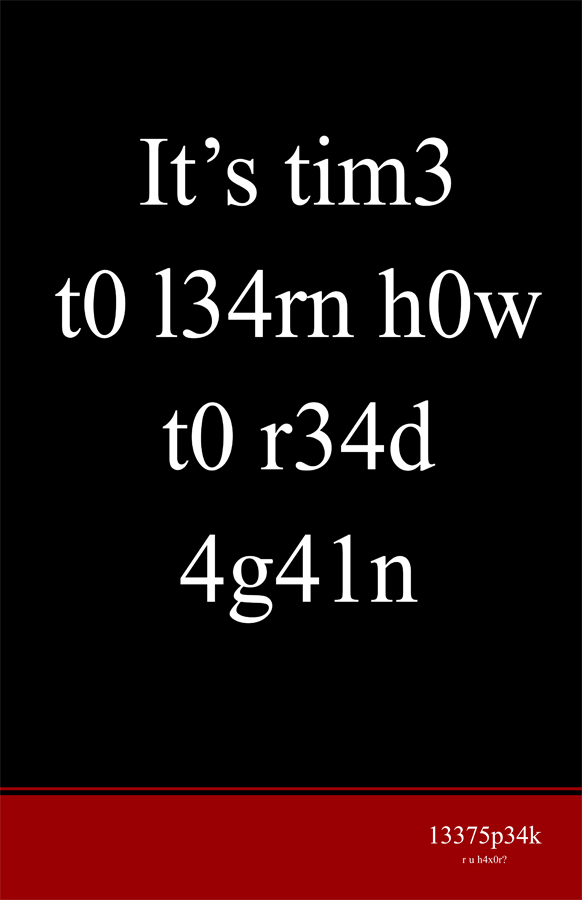 It’s tim3
t0 l34rn h0w
t0 r34d
4g41n
13375p34k
r u h4x0r?